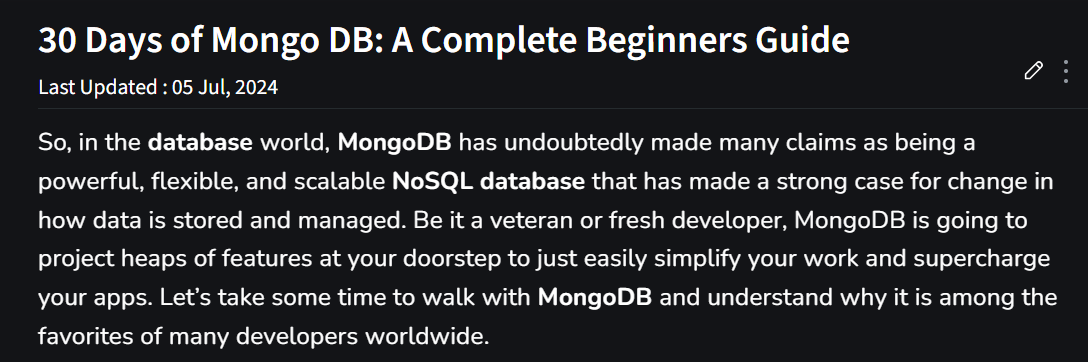 30 Days of Mongo DB: A Complete Beginners Guide
Last Updated : 05 Jul, 2024
So, in the database world, MongoDB has undoubtedly made many claims as being a
powerful, flexible, and scalable NoSQL database that has made a strong case for change in
how data is stored and managed. Be it a veteran or fresh developer, MongoDB is going to
project heaps of features at your doorstep to just easily simplify your work and supercharge
your apps. Let’s take some time to walk with MongoDB and understand why it is among the
favorites of many developers worldwide.